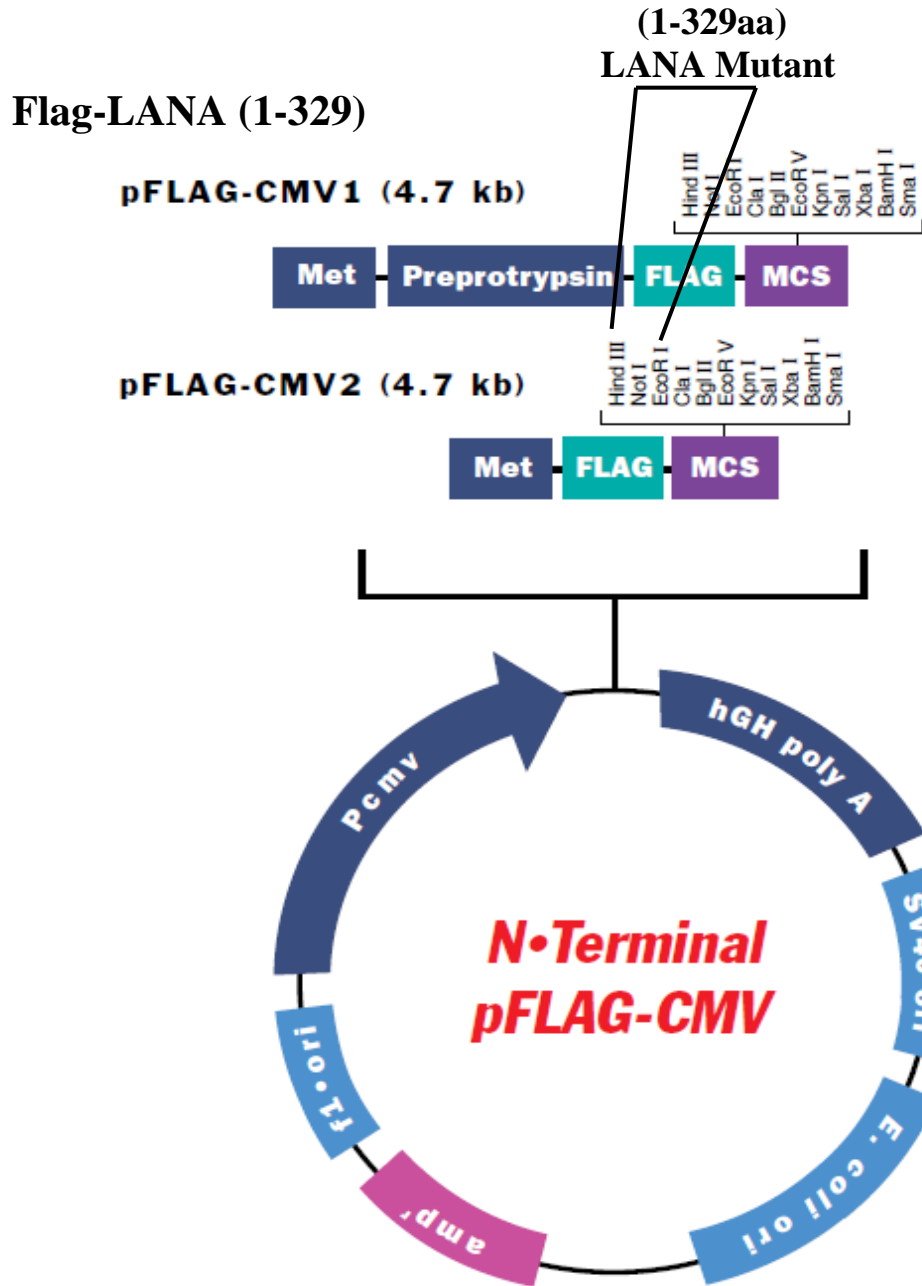 (1-329aa)
LANA Mutant
Flag-LANA (1-329)
pFLAG-CMV1 (4.7 kb)
Hind III
Not I
EcoR I
Cla I
Bgl II
EcoR V
Kpn I
Sal I
Xba I
BamH I
Sma I
Met
Preprotrypsin
FLAG
MCS
pFLAG-CMV2 (4.7 kb)
Hind III
Not I
EcoR I
Cla I
Bgl II
EcoR V
Kpn I
Sal I
Xba I
BamH I
Sma I
Met
FLAG
MCS
Pcmv
hGH poly A
SV40 ori
E. coli ori
ampʳ
f1•ori
N•Terminal
pFLAG-CMV